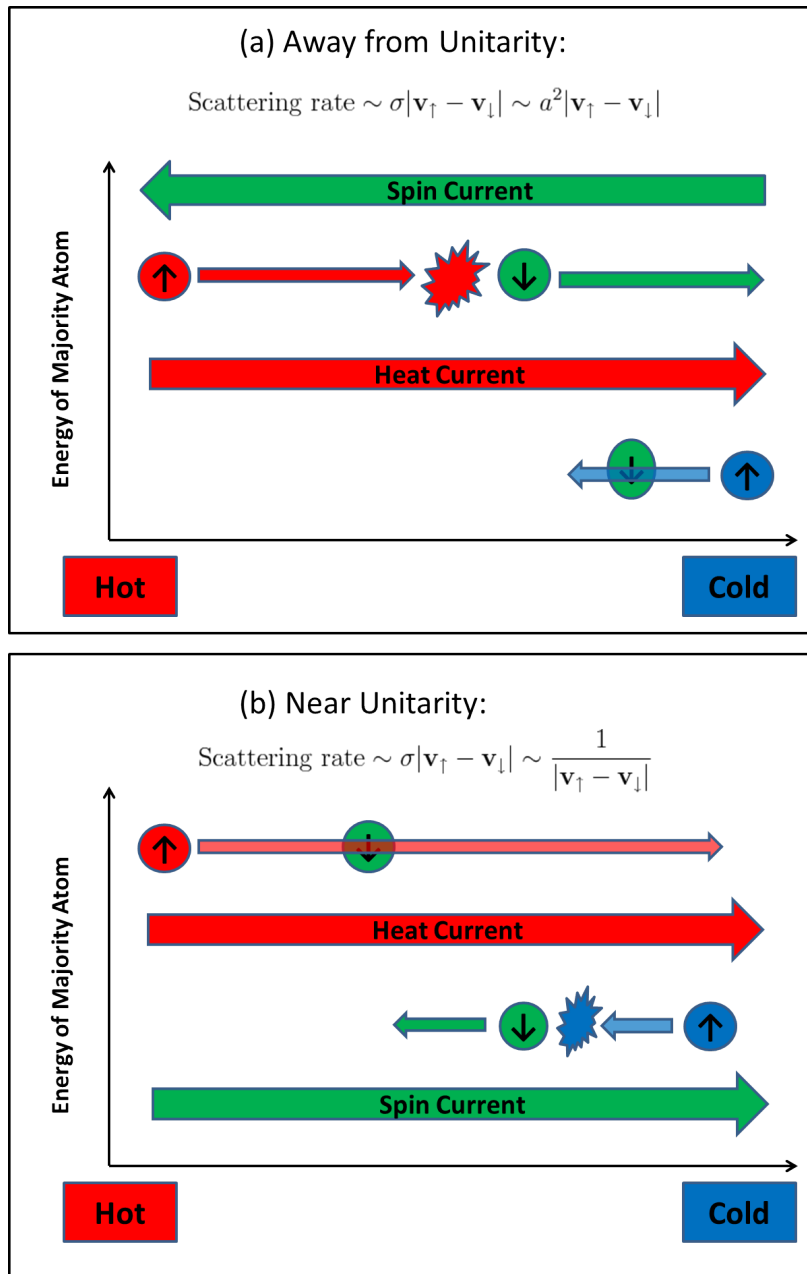 (a) Away from Unitarity:
Scattering rate ∼ σ|v↑ − v↓| ∼ a²|v↑ − v↓|
Energy of Majority Atom
Spin Current
↑ ↓
Heat Current
↓ ↑
Hot Cold
(b) Near Unitarity:
Scattering rate ∼ σ|v↑ − v↓| ∼ 1/|v↑ − v↓|
Energy of Majority Atom
↑ ↓
Heat Current
↓ ↑
Spin Current
Hot Cold